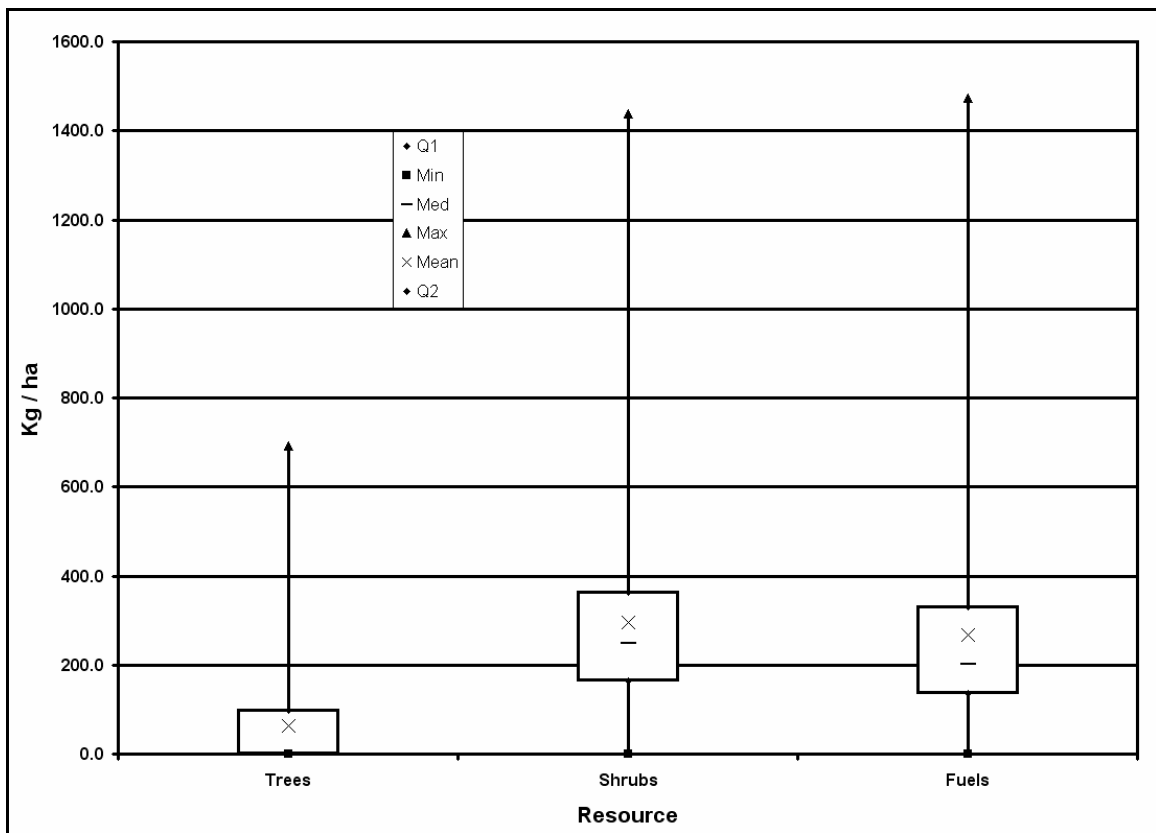 1600.0
1400.0
1200.0
1000.0
800.0
600.0
400.0
200.0
0.0
Kg / ha
Q1
Min
Med
Max
Mean
Q2
Trees Shrubs Fuels
Resource